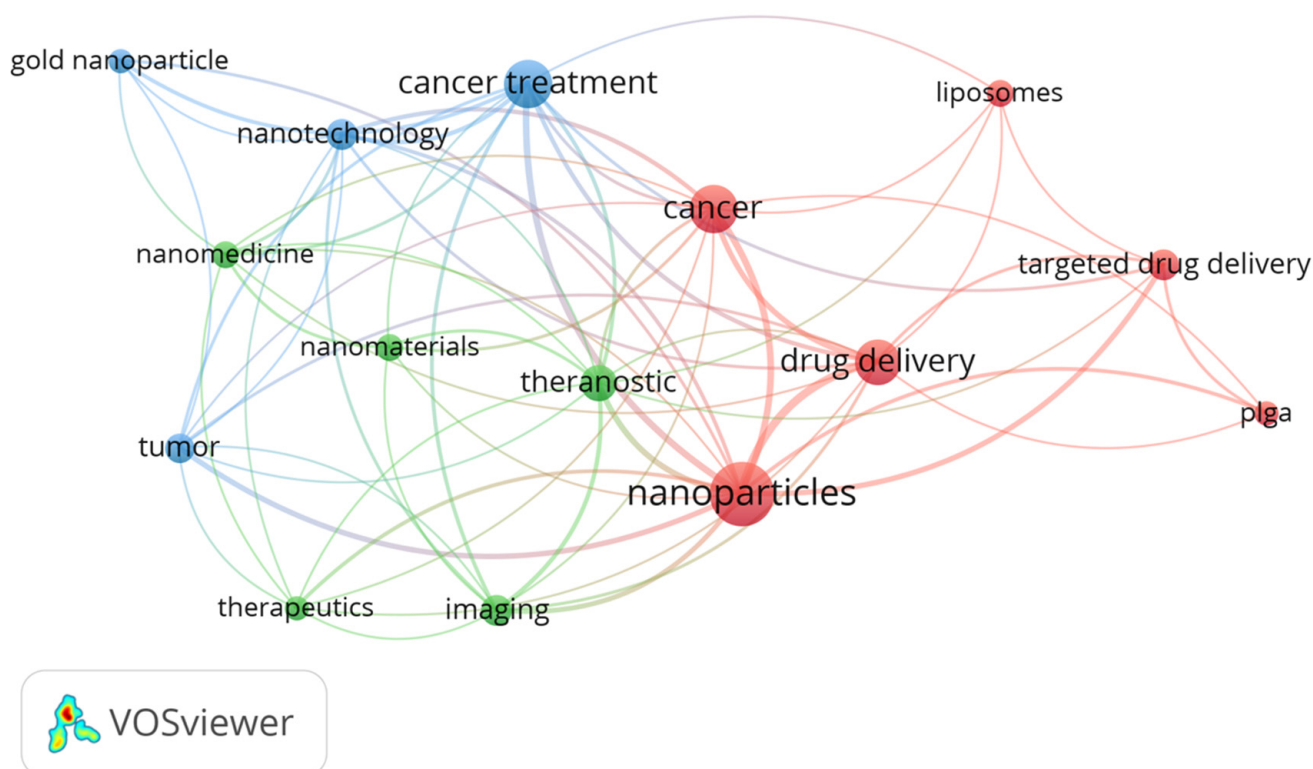 gold nanoparticle
cancer treatment
liposomes
nanotechnology
cancer
nanomedicine
targeted drug delivery
nanomaterials
drug delivery
theranostic
plga
tumor
nanoparticles
therapeutics
imaging
VOSviewer